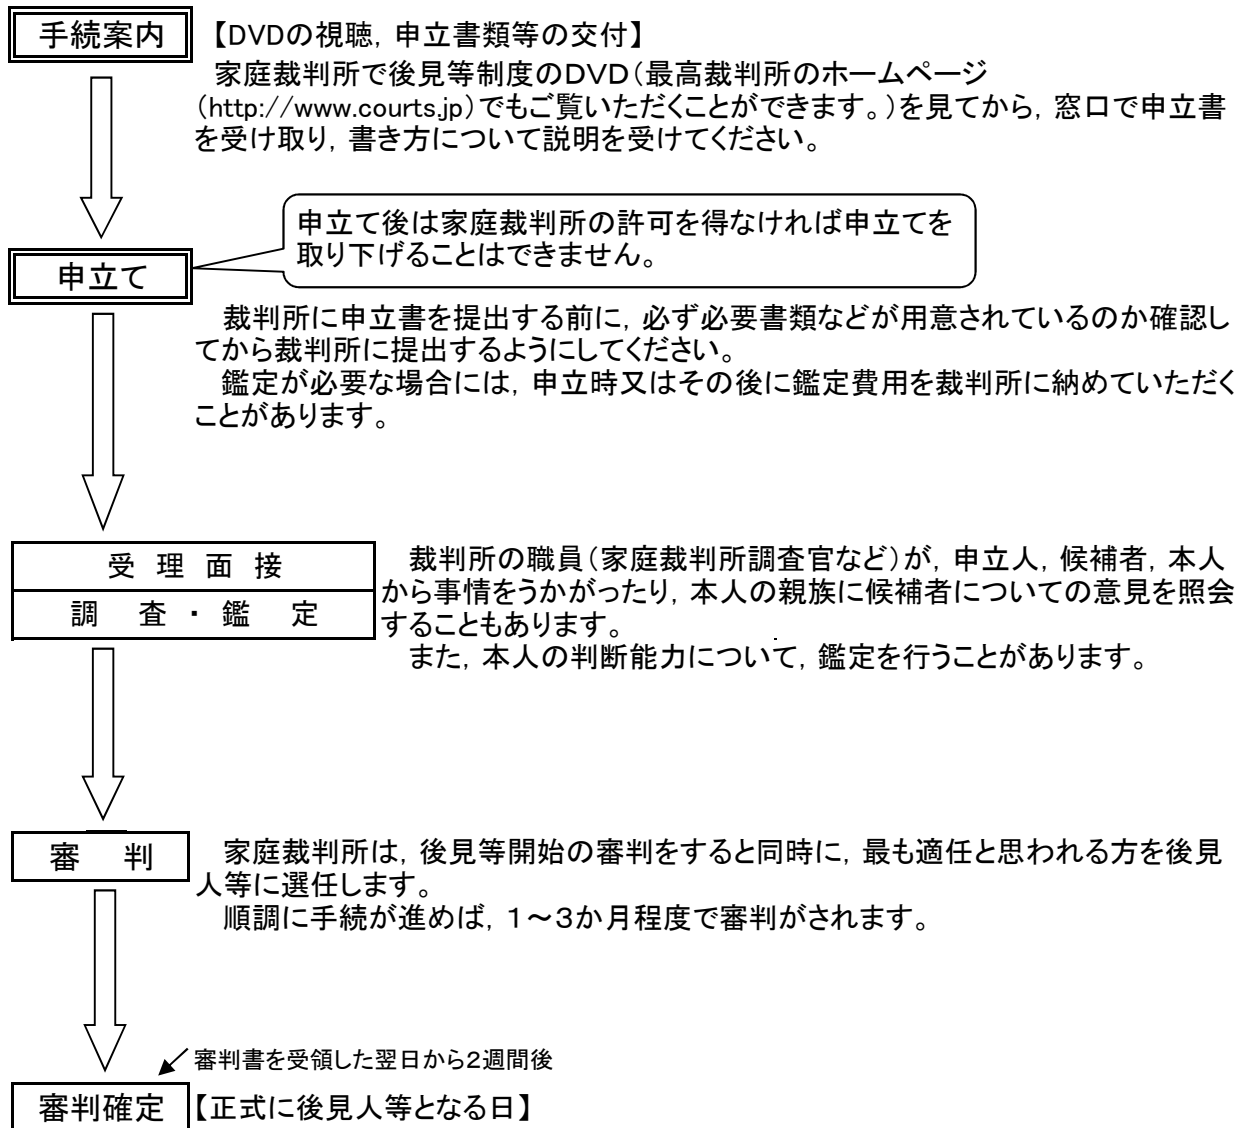 手続案内
【DVDの視聴，申立書類等の交付】
家庭裁判所で後見等制度のＤＶＤ（最高裁判所のホームページ
（http://www.courts.jp）でもご覧いただくことができます。）を見てから，窓口で申立書
を受け取り，書き方について説明を受けてください。
申立て後は家庭裁判所の許可を得なければ申立てを
取り下げることはできません。
申立て
裁判所に申立書を提出する前に，必ず必要書類などが用意されているのか確認し
てから裁判所に提出するようにしてください。
鑑定が必要な場合には，申立時又はその後に鑑定費用を裁判所に納めていただく
ことがあります。
受 理 面 接
調 査 ・ 鑑 定
裁判所の職員（家庭裁判所調査官など）が，申立人，候補者，本人
から事情をうかがったり，本人の親族に候補者についての意見を照会
することもあります。
また，本人の判断能力について，鑑定を行うことがあります。
審 判
家庭裁判所は，後見等開始の審判をすると同時に，最も適任と思われる方を後見
人等に選任します。
順調に手続が進めば，１～３か月程度で審判がされます。
審判書を受領した翌日から２週間後
審判確定
【正式に後見人等となる日】